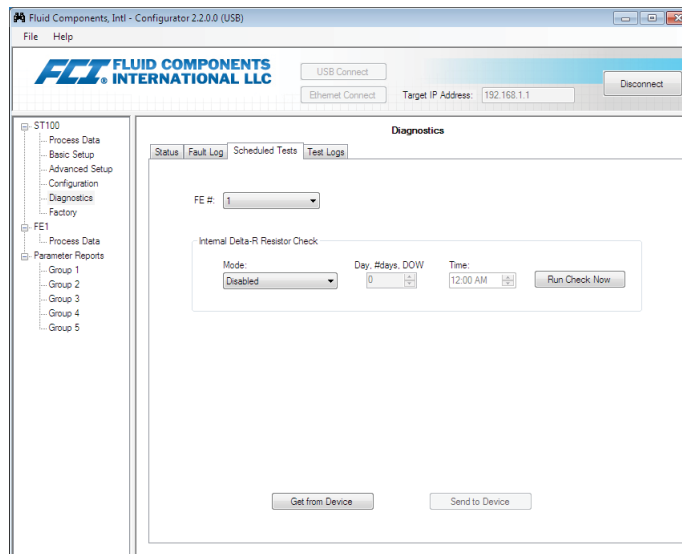 Fluid Components, Intl - Configurator 2.2.0.0 (USB)
File Help
FCI® FLUID COMPONENTS
INTERNATIONAL LLC
USB Connect
Ethernet Connect
Target IP Address: 192.168.1.1
Disconnect
ST100
Process Data
Basic Setup
Advanced Setup
Configuration
Diagnostics
Factory
FE1
Process Data
Parameter Reports
Group 1
Group 2
Group 3
Group 4
Group 5
Diagnostics
Status Fault Log Scheduled Tests Test Logs
FE #: 1
Internal Delta-R Resistor Check
Mode: Day, #days, DOW Time:
Disabled 0 12:00 AM Run Check Now
Get from Device Send to Device